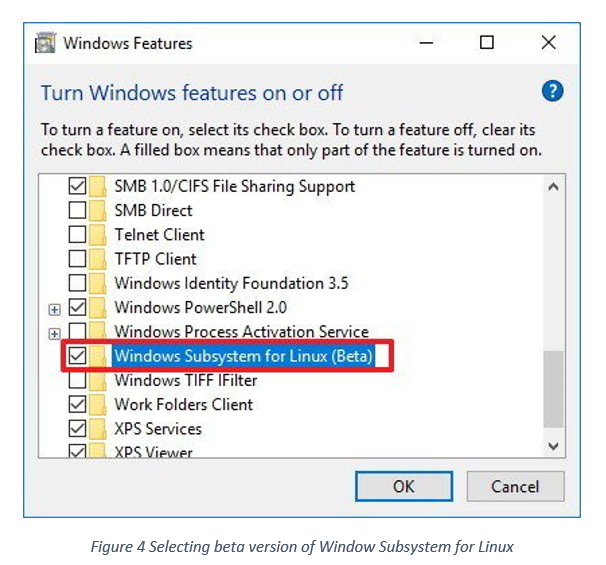 Windows Features
Turn Windows features on or off
?
To turn a feature on, select its check box. To turn a feature off, clear its
check box. A filled box means that only part of the feature is turned on.
SMB 1.0/CIFS File Sharing Support
SMB Direct
Telnet Client
TFTP Client
Windows Identity Foundation 3.5
Windows PowerShell 2.0
Windows Process Activation Service
Windows Subsystem for Linux (Beta)
Windows TIFF IFilter
Work Folders Client
XPS Services
XPS Viewer
OK Cancel
Figure 4 Selecting beta version of Window Subsystem for Linux